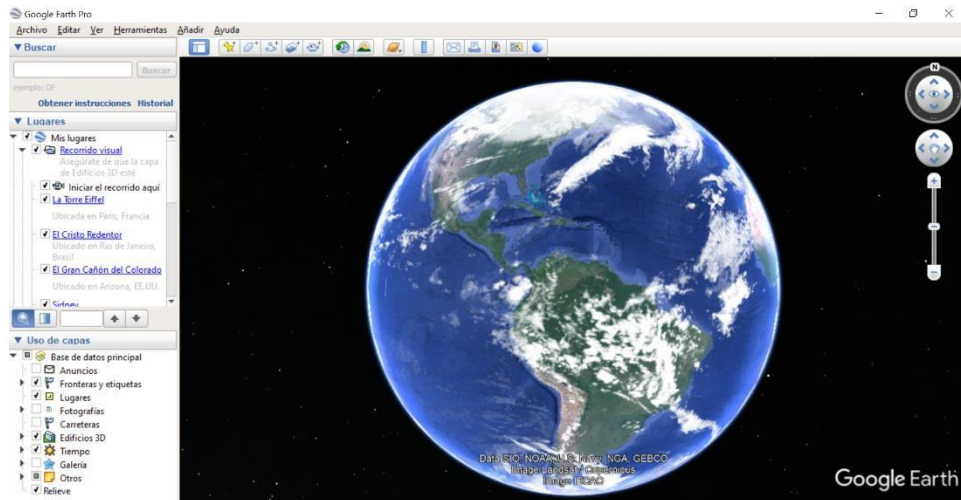 Google Earth Pro
Archivo Editar Ver Herramientas Añadir Ayuda
Buscar
Buscar
ejemplo: DF
Obtener instrucciones Historial
Lugares
Mis lugares
Recorrido visual
Asegúrate de que la capa
de Edificios 3D esté
Iniciar el recorrido aquí
La Torre Eiffel
Ubicada en París, Francia
El Cristo Redentor
Ubicado en Río de Janeiro,
Brasil
El Gran Cañón del Colorado
Ubicado en Arizona, EE.UU.
Sidney
Uso de capas
Base de datos principal
Anuncios
Fronteras y etiquetas
Lugares
Fotografías
Carreteras
Edificios 3D
Tiempo
Galería
Otros
Relieve
N
Data SIO, NOAA, U.S. Navy, NGA, GEBCO
Image Landsat / Copernicus
Image IBCAO
Google Earth